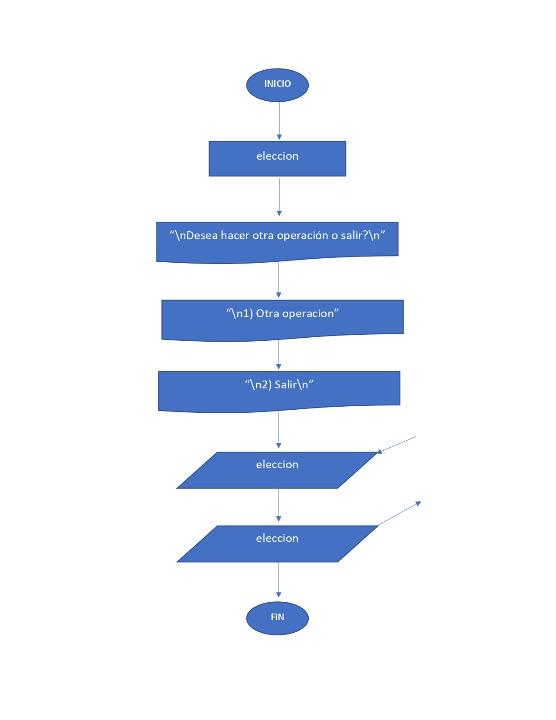 INICIO
eleccion
“\nDesea hacer otra operación o salir?\n”
“\n1) Otra operacion”
“\n2) Salir\n”
eleccion
eleccion
FIN